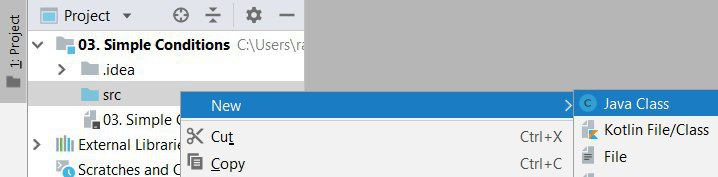 1: Project
Project
03. Simple Conditions C:\Users\ra
.idea
src
New
Java Class
03. Simple C
Cut Ctrl+X
Kotlin File/Class
External Librarie
Copy Ctrl+C
File
Scratches and C